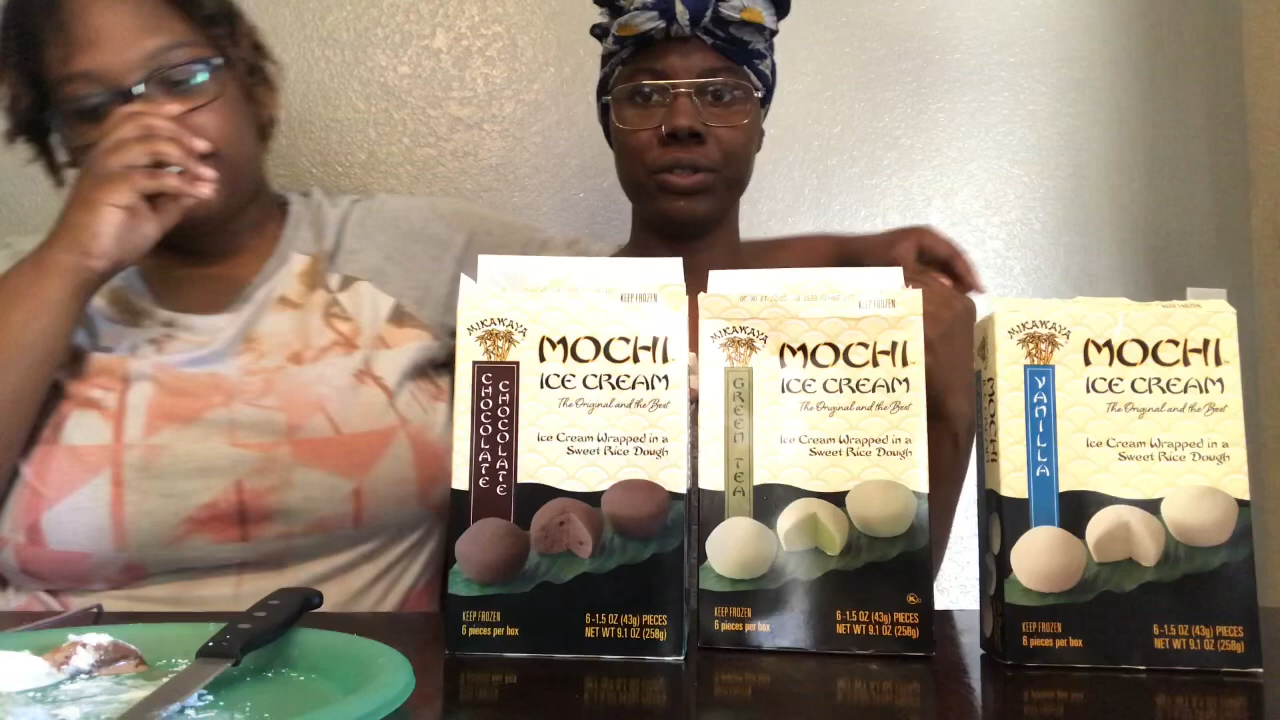 KEEP FROZEN
MIKAWAYA
MOCHI
ICE CREAM
The Original and the Best
CHOCOLATE
CHOCOLATE
Ice Cream Wrapped in a
Sweet Rice Dough
KEEP FROZEN
6 pieces per box
6 -1.5 OZ (43g) PIECES
NET WT 9.1 OZ (258g)
KEEP FROZEN
MIKAWAYA
MOCHI
ICE CREAM
The Original and the Best
GREEN TEA
Ice Cream Wrapped in a
Sweet Rice Dough
KEEP FROZEN
6 pieces per box
6 -1.5 OZ (43g) PIECES
NET WT 9.1 OZ (258g)
MOCHI
MIKAWAYA
MOCHI
ICE CREAM
The Original and the Best
VANILLA
Ice Cream Wrapped in a
Sweet Rice Dough
KEEP FROZEN
6 pieces per box
6 -1.5 OZ (43g) PIECES
NET WT 9.1 OZ (258g)